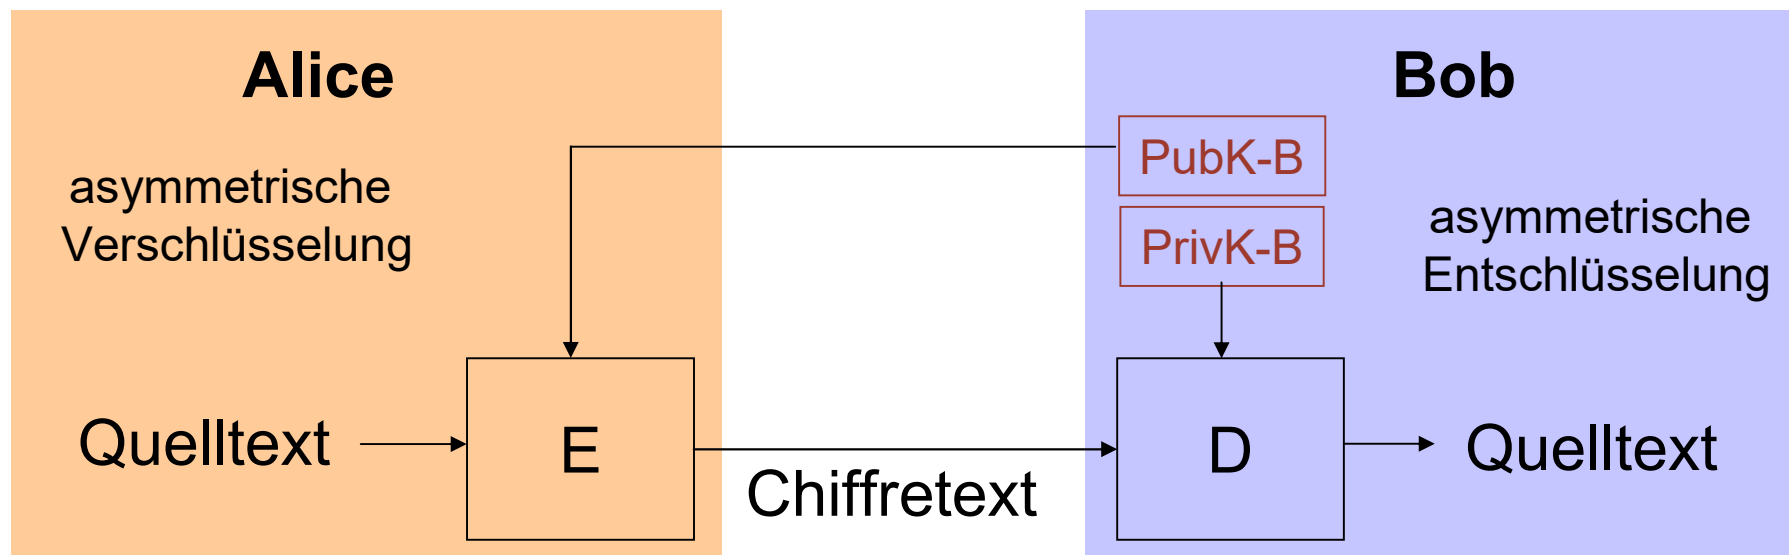 Alice
asymmetrische
Verschlüsselung
Quelltext
E
Chiffretext
Bob
PubK-B
PrivK-B
asymmetrische
Entschlüsselung
D
Quelltext